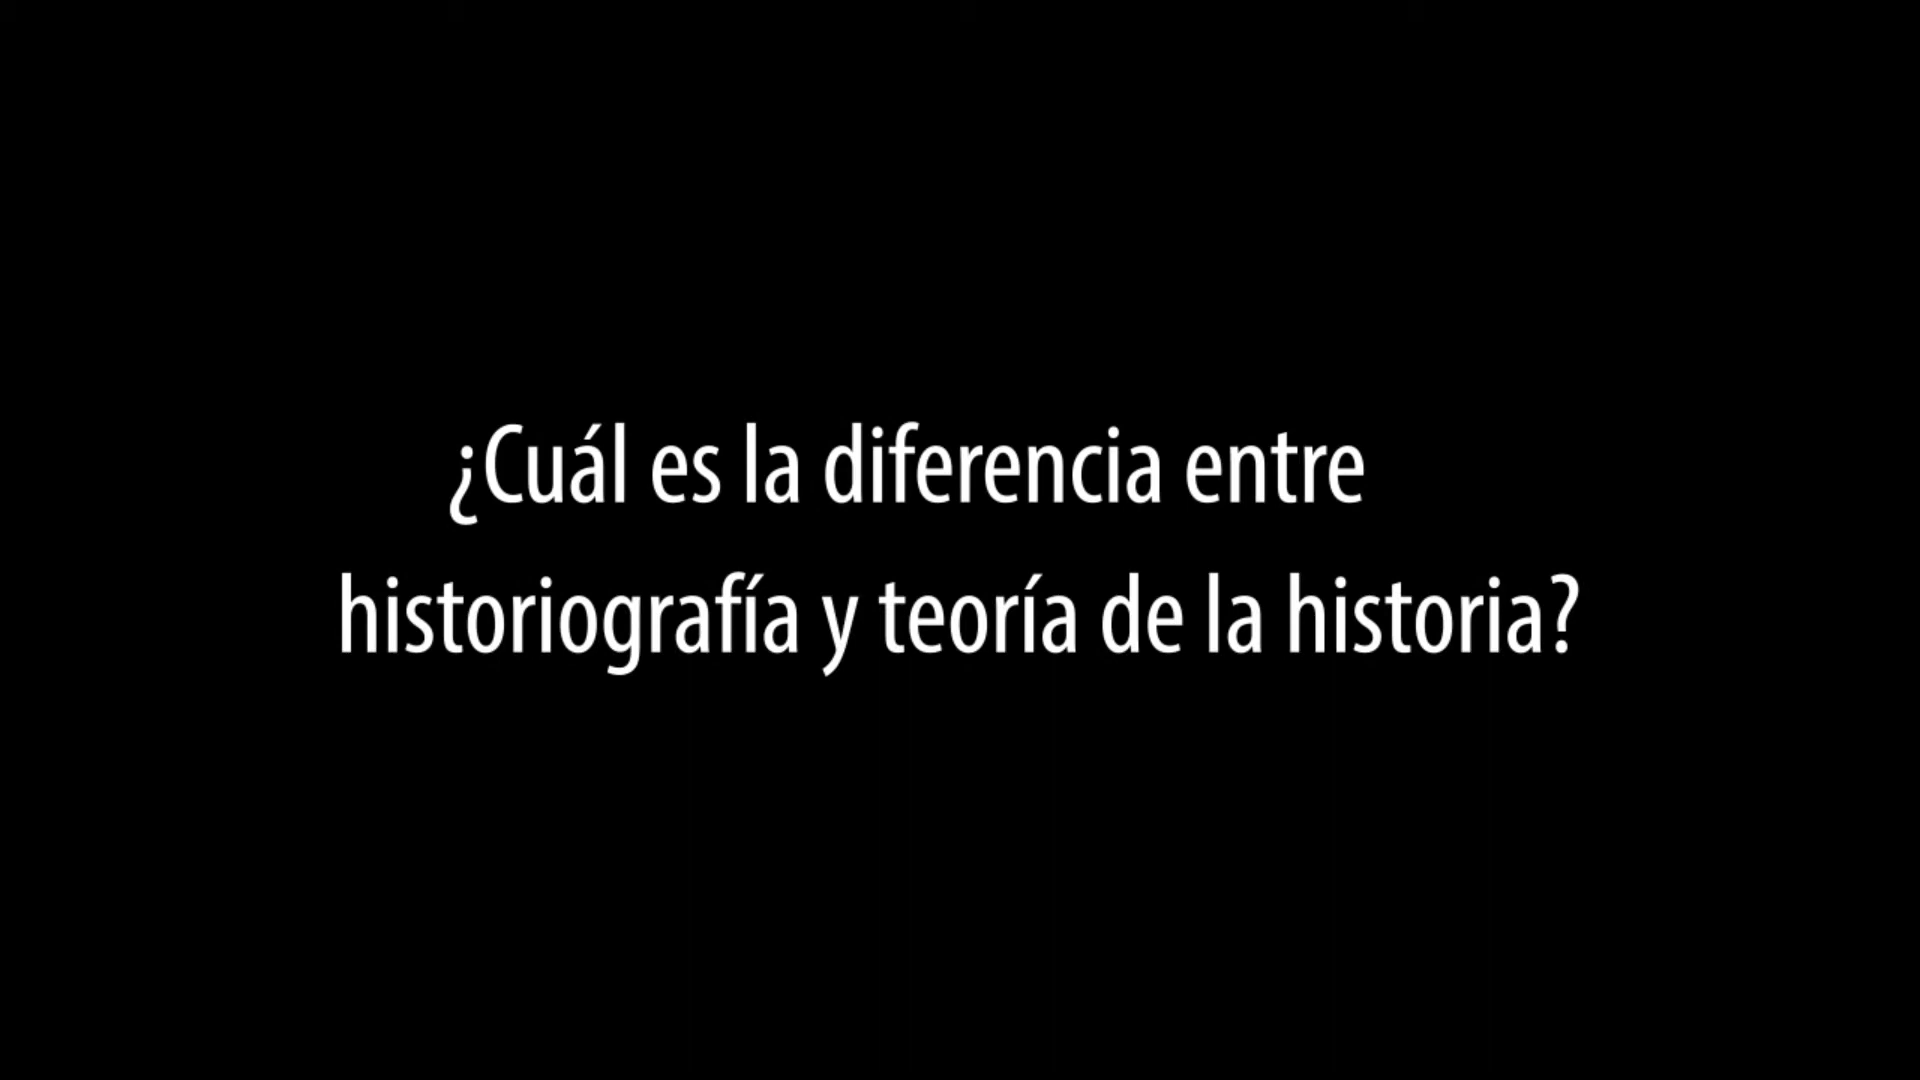 ¿Cuál es la diferencia entre
historiografía y teoría de la historia?